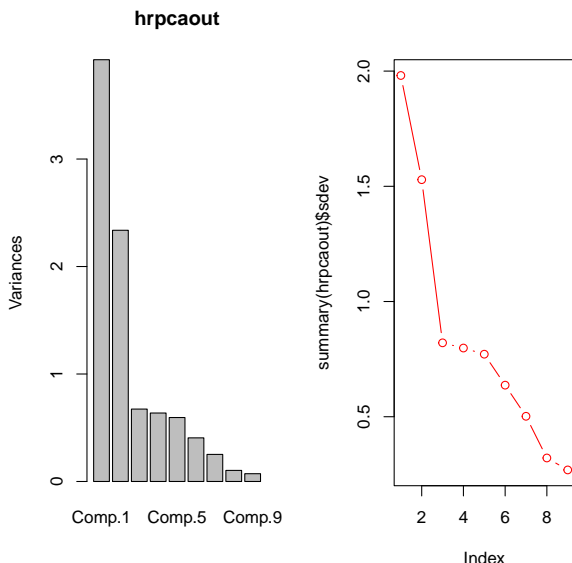 hrpcaout
Variances
0
1
2
3
Comp.1
Comp.5
Comp.9
summary(hrpcaout)$sdev
0.5
1.0
1.5
2.0
2
4
6
8
Index